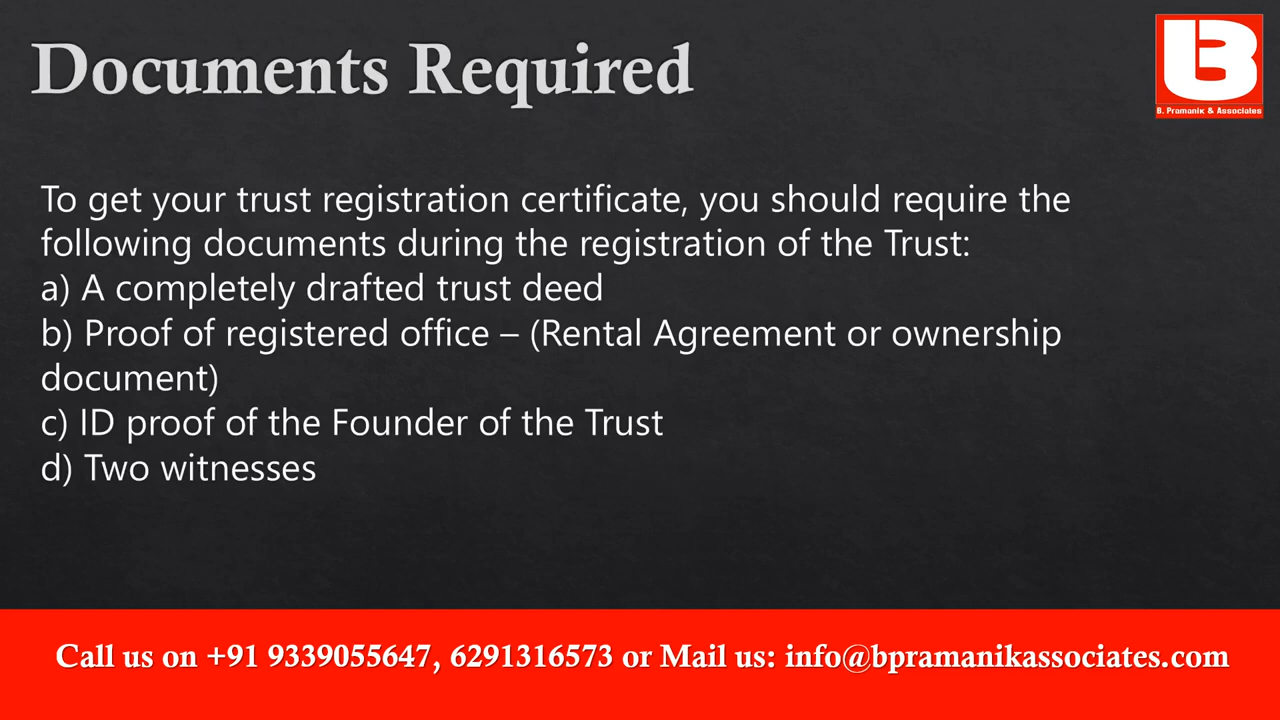 Documents Required
B. Pramanik & Associates
To get your trust registration certificate, you should require the
following documents during the registration of the Trust:
a) A completely drafted trust deed
b) Proof of registered office – (Rental Agreement or ownership
document)
c) ID proof of the Founder of the Trust
d) Two witnesses
Call us on +91 9339055647, 6291316573 or Mail us: info@bpramanikassociates.com